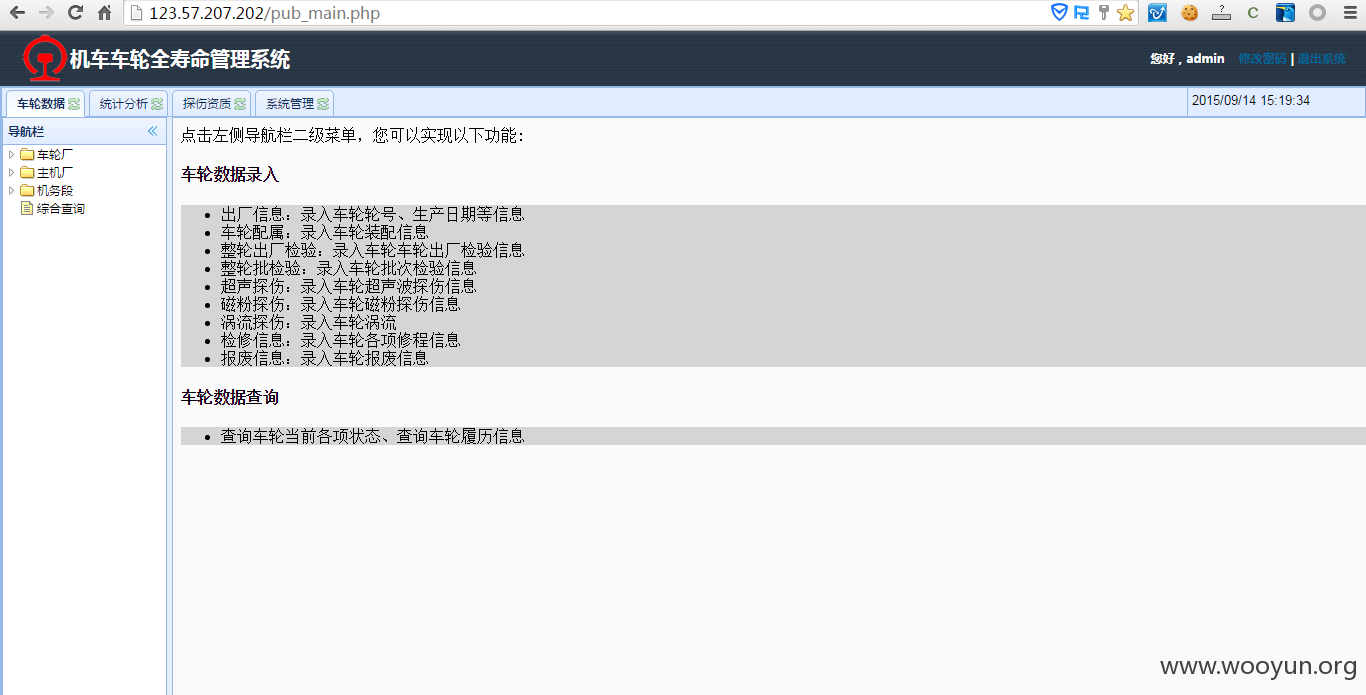 123.57.207.202/pub_main.php
机车车轮全寿命管理系统
您好，admin 修改密码 | 退出系统
车轮数据 统计分析 探伤资质 系统管理 2015/09/14 15:19:34
导航栏
车轮厂
主机厂
机务段
综合查询
点击左侧导航栏二级菜单，您可以实现以下功能：
车轮数据录入
出厂信息：录入车轮轮号、生产日期等信息
车轮配属：录入车轮装配信息
整轮出厂检验：录入车轮车轮出厂检验信息
整轮批检验：录入车轮批次检验信息
超声探伤：录入车轮超声波探伤信息
磁粉探伤：录入车轮磁粉探伤信息
涡流探伤：录入车轮涡流
检修信息：录入车轮各项修程信息
报废信息：录入车轮报废信息
车轮数据查询
查询车轮当前各项状态、查询车轮履历信息
www.wooyun.org